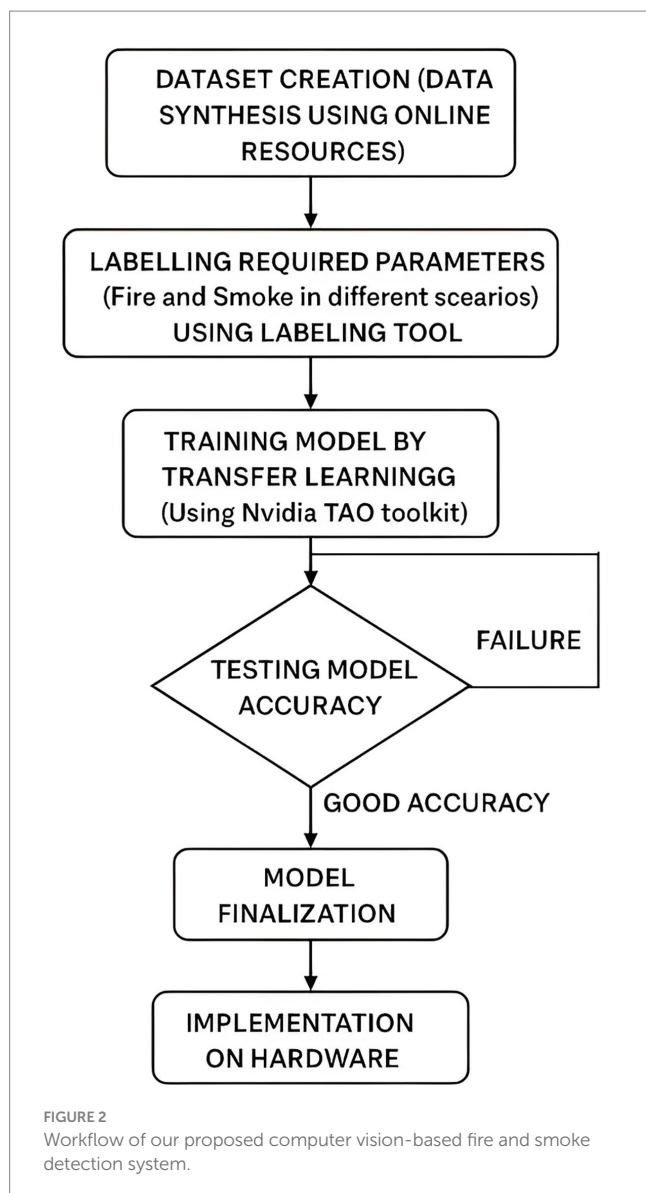 DATASET CREATION (DATA
SYNTHESIS USING ONLINE
RESOURCES)
LABELLING REQUIRED PARAMETERS
(Fire and Smoke in different scearios)
USING LABELING TOOL
TRAINING MODEL BY
TRANSFER LEARNINGG
(Using Nvidia TAO toolkit)
FAILURE
TESTING MODEL
ACCURACY
GOOD ACCURACY
MODEL
FINALIZATION
IMPLEMENTATION
ON HARDWARE
FIGURE 2
Workflow of our proposed computer vision-based fire and smoke
detection system.